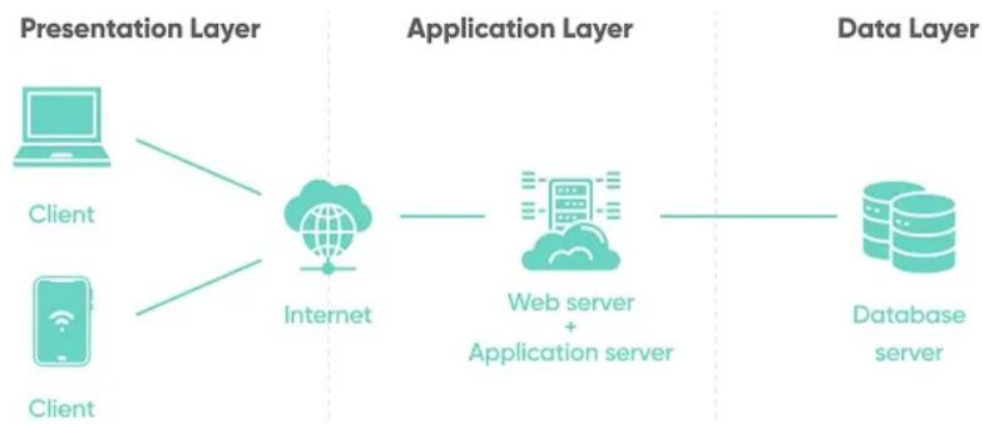 Presentation Layer
Application Layer
Data Layer
Client
Client
Internet
Web server
+
Application server
Database
server